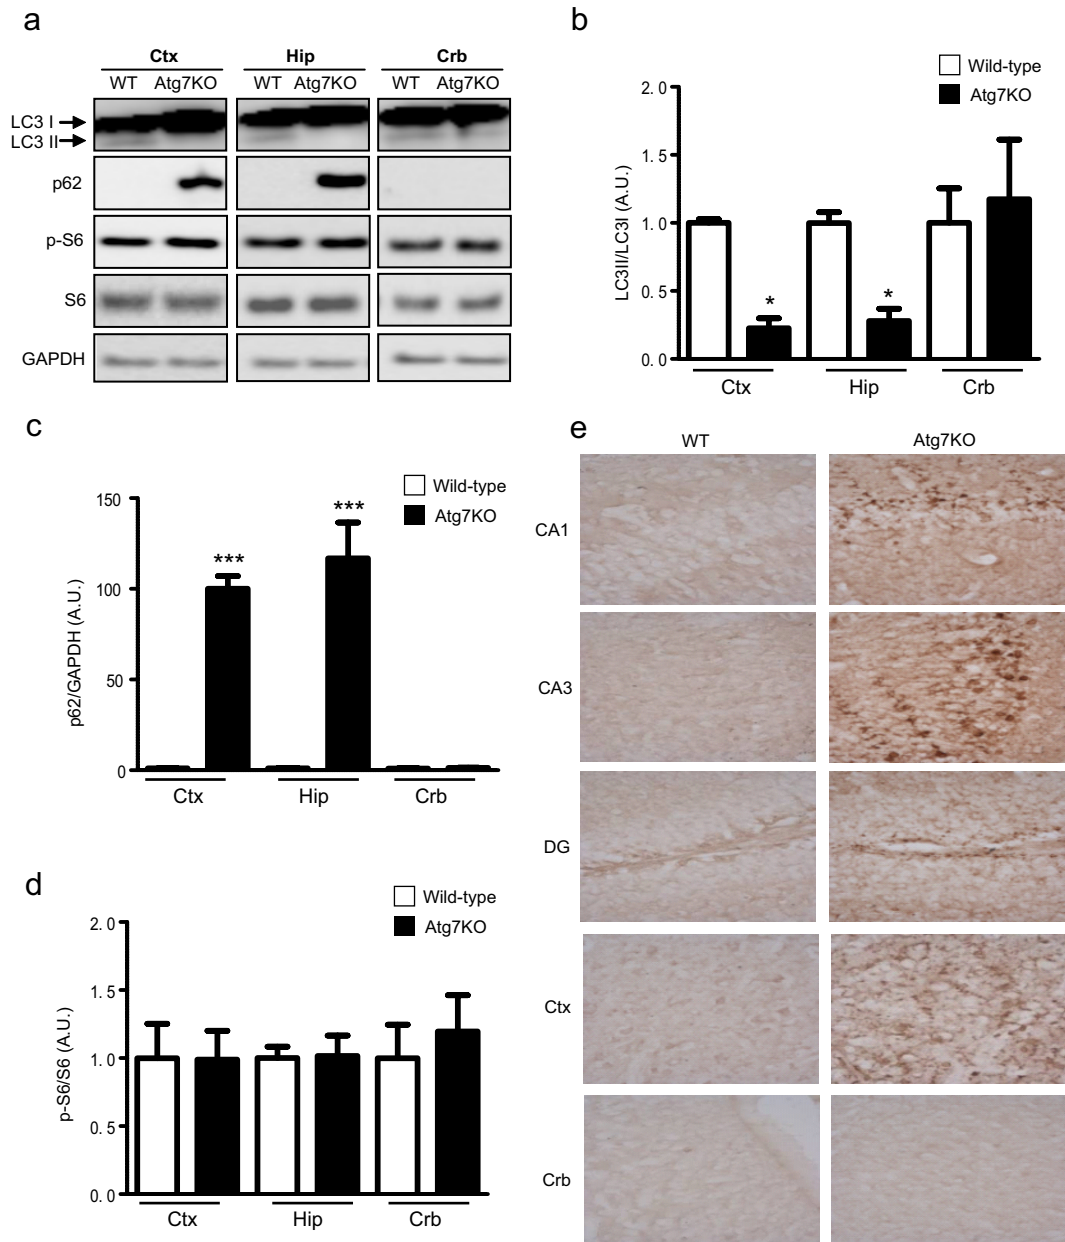 a
Ctx Hip Crb
WT Atg7KO WT Atg7KO WT Atg7KO
LC3 I
LC3 II
p62
p-S6
S6
GAPDH
b
Wild-type
Atg7KO
LC3II/LC3I (A.U.)
2.0
1.5
1.0
0.5
0.0
* *
Ctx Hip Crb
c
Wild-type
Atg7KO
p62/GAPDH (A.U.)
150
100
50
0
*** ***
Ctx Hip Crb
d
Wild-type
Atg7KO
p-S6/S6 (A.U.)
2.0
1.5
1.0
0.5
0.0
Ctx Hip Crb
e
WT Atg7KO
CA1
CA3
DG
Ctx
Crb